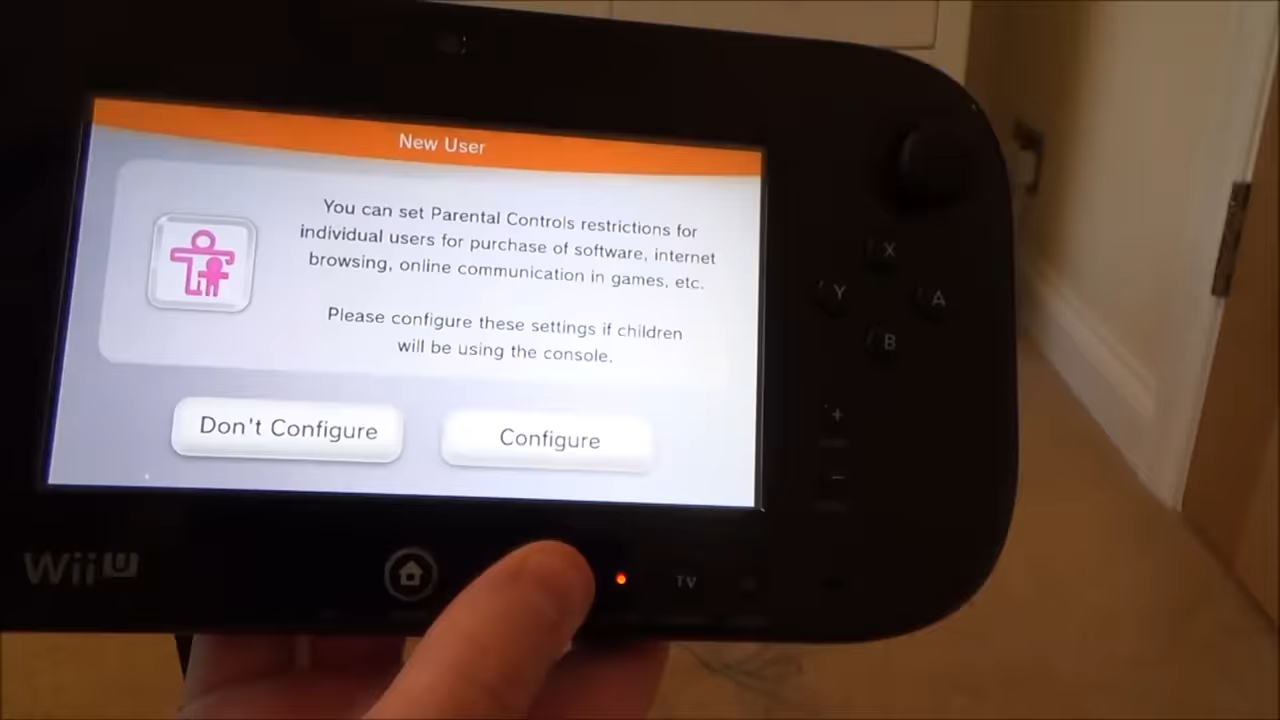 New User
You can set Parental Controls restrictions for
individual users for purchase of software, internet
browsing, online communication in games, etc.
Please configure these settings if children
will be using the console.
Don't Configure
Configure
X
Y
A
B
+
-
Wii U
TV